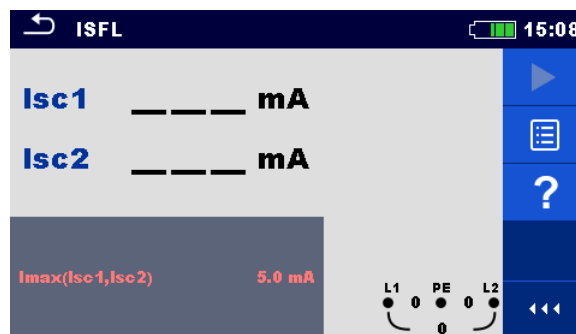 ISFL 15:08
Isc1 ___ mA
Isc2 ___ mA
?
Imax(Isc1,Isc2) 5.0 mA
L1 PE L2
0 0
0